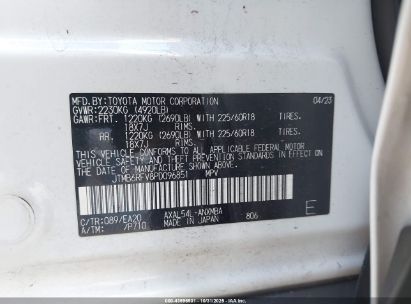 MFD.BY:TOYOTA MOTOR CORPORATION 04/23
GVWR:2230KG (4920LB)
GAWR:FRT. 1220KG (2690LB) WITH 225/60R18 TIRES.
18X7J RIMS.
RR. 1220KG (2690LB) WITH 225/60R18 TIRES.
18X7J RIMS.
THIS VEHICLE CONFORMS TO ALL APPLICABLE FEDERAL MOTOR
VEHICLE SAFETY STANDARDS IN EFFECT ON THE
DATE OF MANUFACTURE SHOWN ABOVE.
JTMB6RFV8PD096851 MPV
C/TR:089/EA20 AXAL54L-ANXMBA
A/TM: /P710 MADE IN JAPAN 806
E